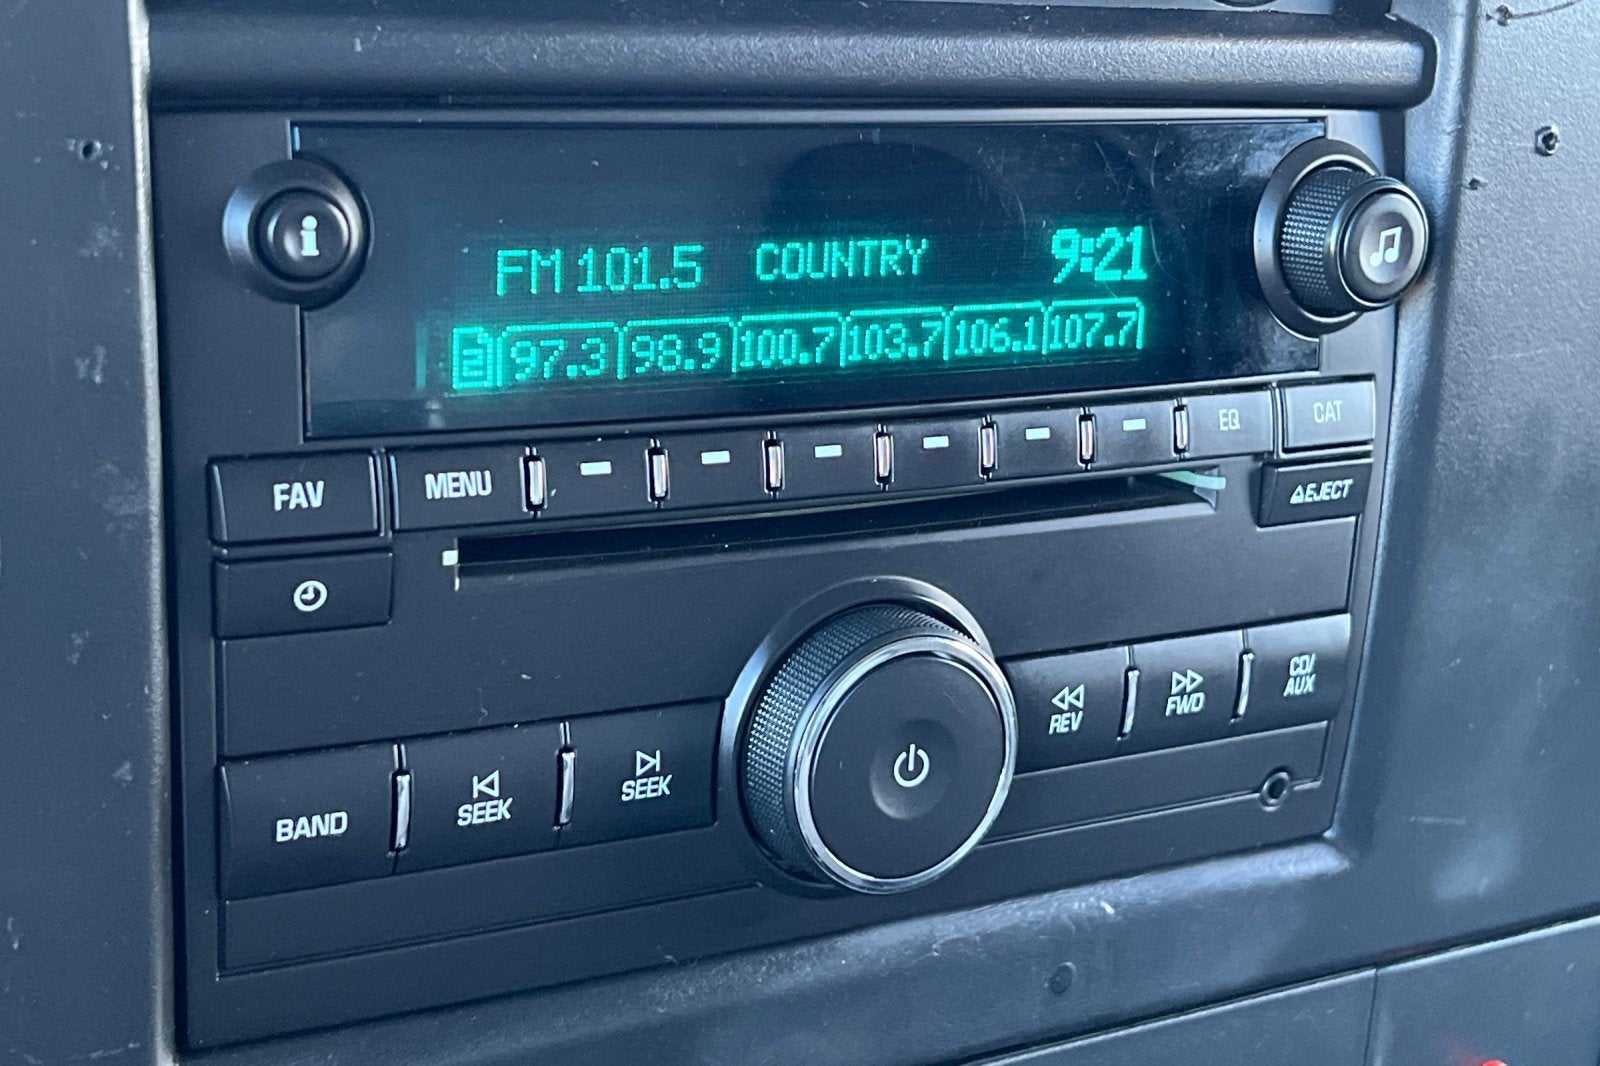 i
FM 101.5 COUNTRY 9:21
2 97.3 98.9 100.7 103.7 106.1 107.7
FAV MENU EQ CAT
EJECT
BAND SEEK SEEK REV FWD CD/
AUX